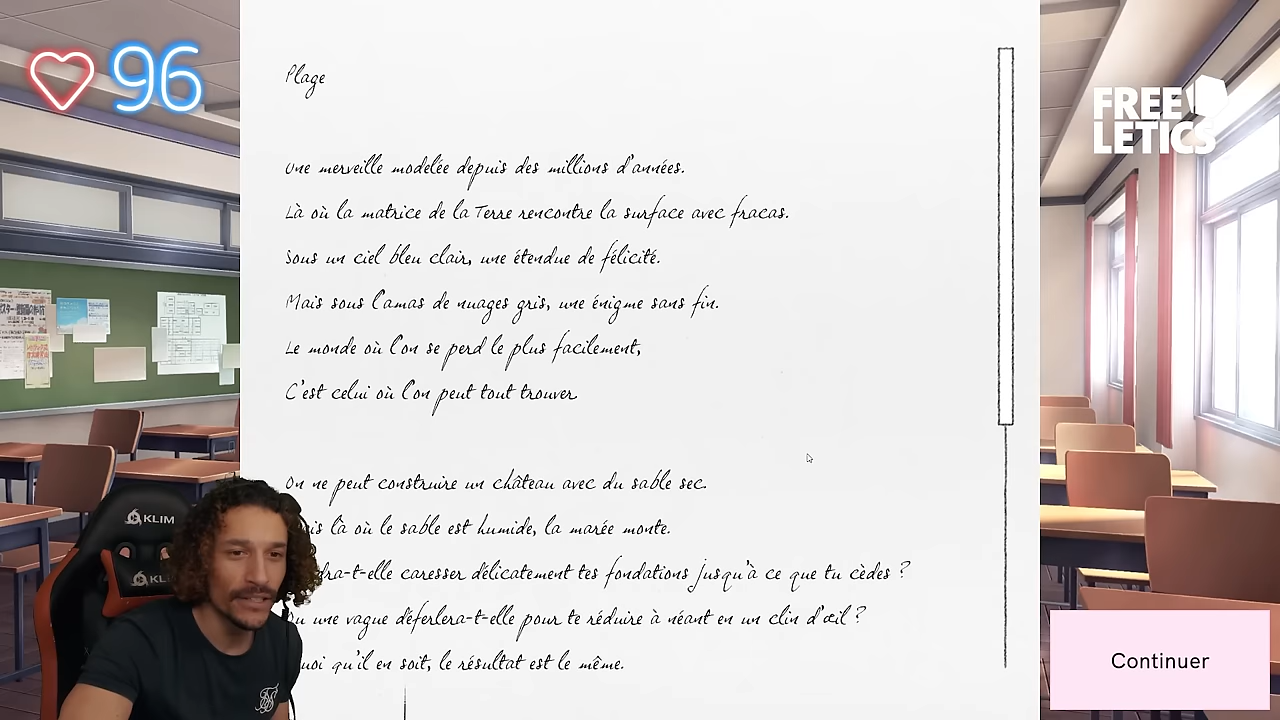 96
FREE
LETICS
Plage
Une merveille modelée depuis des millions d'années.
Là où la matrice de la Terre rencontre la surface avec fracas.
Sous un ciel bleu clair, une étendue de félicité.
Mais sous l'amas de nuages gris, une énigme sans fin.
Le monde où l'on se perd le plus facilement,
C'est celui où l'on peut tout trouver.
On ne peut construire un château avec du sable sec.
là où le sable est humide, la marée monte.
caresser délicatement tes fondations jusqu'à ce que tu cèdes ?
Ou une vague déferlera-t-elle pour te réduire à néant en un clin d'œil ?
qu'il en soit, le résultat est le même.
KLIM
Continuer